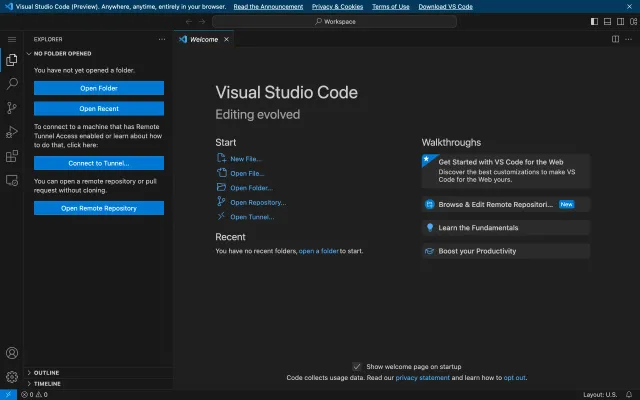 Visual Studio Code (Preview). Anywhere, anytime, entirely in your browser. Read the Announcement Privacy & Cookies Terms of Use Download VS Code
Workspace
EXPLORER
Welcome
NO FOLDER OPENED
You have not yet opened a folder.
Open Folder
Open Recent
To connect to a machine that has Remote
Tunnel Access enabled or learn about how
to do that, click here:
Connect to Tunnel...
You can open a remote repository or pull
request without cloning.
Open Remote Repository
OUTLINE
TIMELINE
Visual Studio Code
Editing evolved
Start
New File...
Open File...
Open Folder...
Open Repository...
Open Tunnel...
Recent
You have no recent folders, open a folder to start.
Walkthroughs
Get Started with VS Code for the Web
Discover the best customizations to make VS
Code for the Web yours.
Browse & Edit Remote Repositori... New
Learn the Fundamentals
Boost your Productivity
Show welcome page on startup
Code collects usage data. Read our privacy statement and learn how to opt out.
0 0
Layout: U.S.